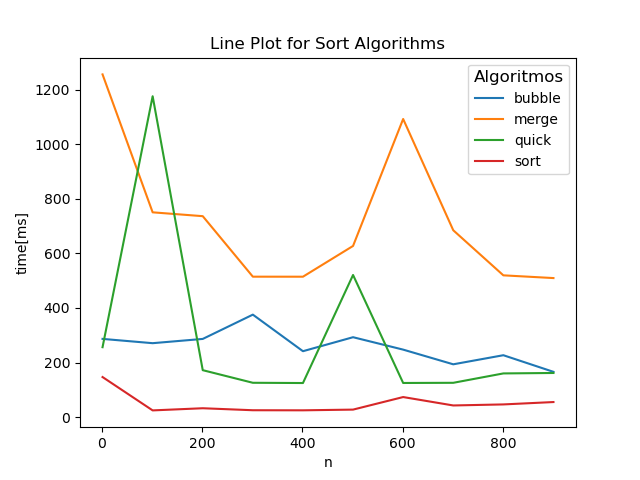 Line Plot for Sort Algorithms
Algoritmos
bubble
merge
quick
sort
time[ms]
1200
1000
800
600
400
200
0
0 200 400 600 800
n